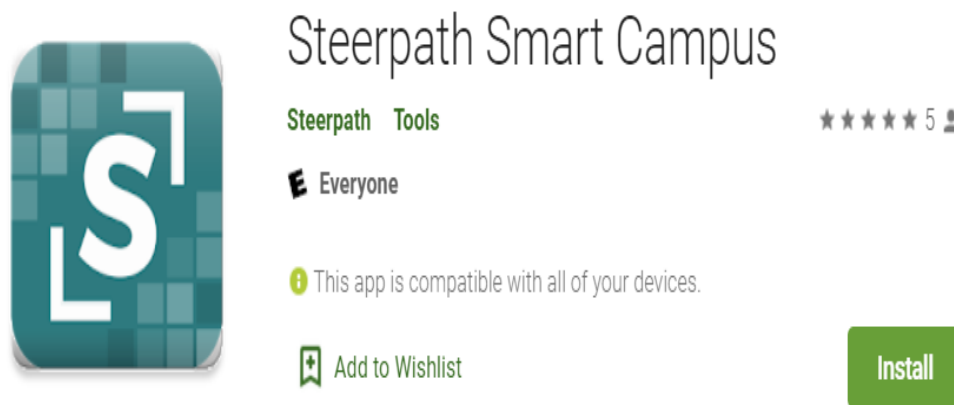 S
Steerpath Smart Campus
Steerpath Tools
5
E Everyone
This app is compatible with all of your devices.
Add to Wishlist
Install